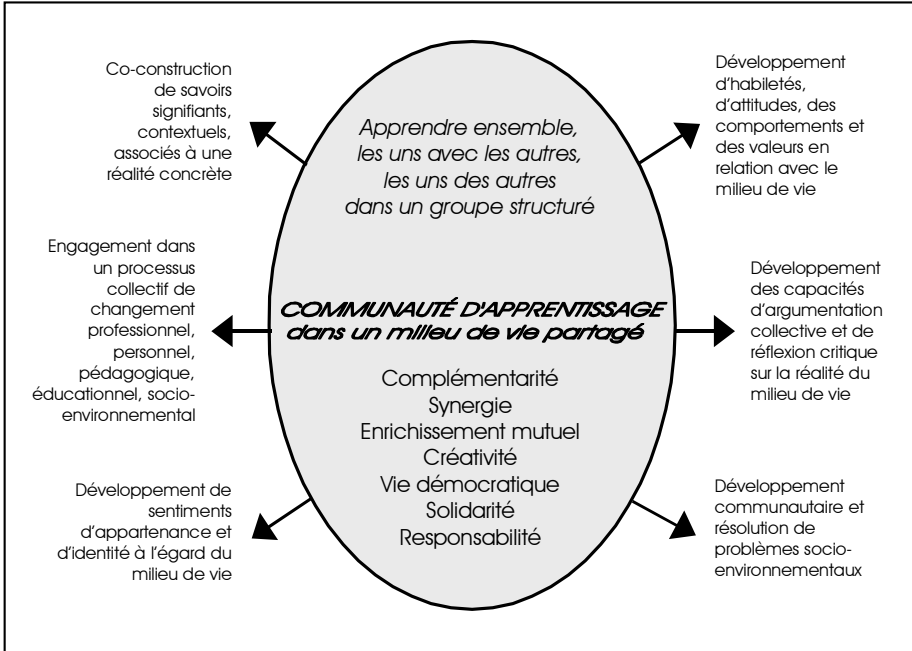 Co-construction
de savoirs
signifiants,
contextuels,
associés à une
réalité concrète
Engagement dans
un processus
collectif de
changement
professionnel,
personnel,
pédagogique,
éducationnel, socio-
environnemental
Développement de
sentiments
d'appartenance et
d'identité à l'égard du
milieu de vie
Apprendre ensemble,
les uns avec les autres,
les uns des autres
dans un groupe structuré
COMMUNAUTÉ D'APPRENTISSAGE
dans un milieu de vie partagé
Complémentarité
Synergie
Enrichissement mutuel
Créativité
Vie démocratique
Solidarité
Responsabilité
Développement
d'habiletés,
d'attitudes, des
comportements et
des valeurs en
relation avec le
milieu de vie
Développement
des capacités
d'argumentation
collective et de
réflexion critique
sur la réalité du
milieu de vie
Développement
communautaire et
résolution de
problèmes socio-
environnementaux